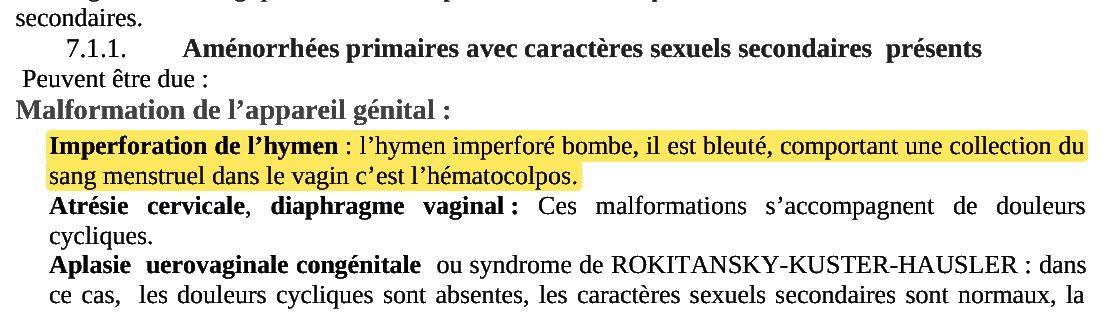 secondaires.
7.1.1. Aménorrhées primaires avec caractères sexuels secondaires présents
Peuvent être due :
Malformation de l’appareil génital :
Imperforation de l’hymen : l’hymen imperforé bombe, il est bleuté, comportant une collection du
sang menstruel dans le vagin c’est l’hématocolpos.
Atrésie cervicale, diaphragme vaginal : Ces malformations s’accompagnent de douleurs
cycliques.
Aplasie uerovaginale congénitale ou syndrome de ROKITANSKY-KUSTER-HAUSLER : dans
ce cas, les douleurs cycliques sont absentes, les caractères sexuels secondaires sont normaux, la